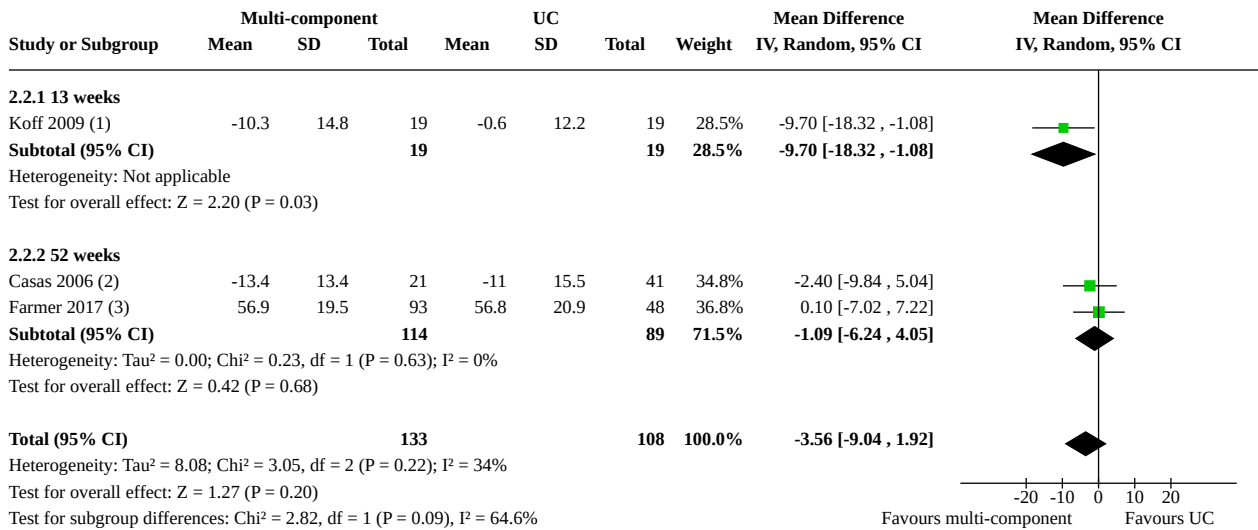 Multi-component UC Mean Difference Mean Difference
Study or Subgroup Mean SD Total Mean SD Total Weight IV, Random, 95% CI IV, Random, 95% CI
2.2.1 13 weeks
Koff 2009 (1) -10.3 14.8 19 -0.6 12.2 19 28.5% -9.70 [-18.32 , -1.08]
Subtotal (95% CI) 19 19 28.5% -9.70 [-18.32 , -1.08]
Heterogeneity: Not applicable
Test for overall effect: Z = 2.20 (P = 0.03)
2.2.2 52 weeks
Casas 2006 (2) -13.4 13.4 21 -11 15.5 41 34.8% -2.40 [-9.84 , 5.04]
Farmer 2017 (3) 56.9 19.5 93 56.8 20.9 48 36.8% 0.10 [-7.02 , 7.22]
Subtotal (95% CI) 114 89 71.5% -1.09 [-6.24 , 4.05]
Heterogeneity: Tau² = 0.00; Chi² = 0.23, df = 1 (P = 0.63); I² = 0%
Test for overall effect: Z = 0.42 (P = 0.68)
Total (95% CI) 133 108 100.0% -3.56 [-9.04 , 1.92]
Heterogeneity: Tau² = 8.08; Chi² = 3.05, df = 2 (P = 0.22); I² = 34%
Test for overall effect: Z = 1.27 (P = 0.20) -20 -10 0 10 20
Test for subgroup differences: Chi² = 2.82, df = 1 (P = 0.09), I² = 64.6% Favours multi-component Favours UC